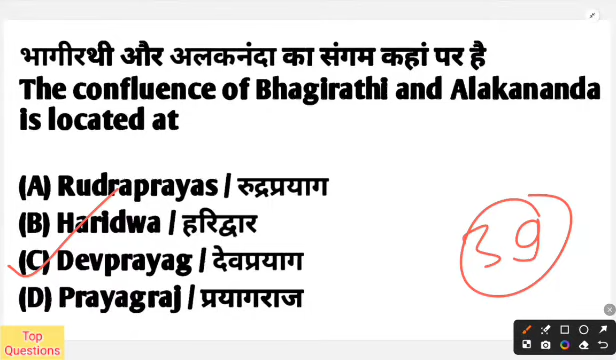 भागीरथी और अलकनंदा का संगम कहां पर है
The confluence of Bhagirathi and Alakananda
is located at
(A) Rudraprayas / रुद्रप्रयाग
(B) Haridwa / हरिद्वार
(C) Devprayag / देवप्रयाग
(D) Prayagraj / प्रयागराज
39
Top
Questions